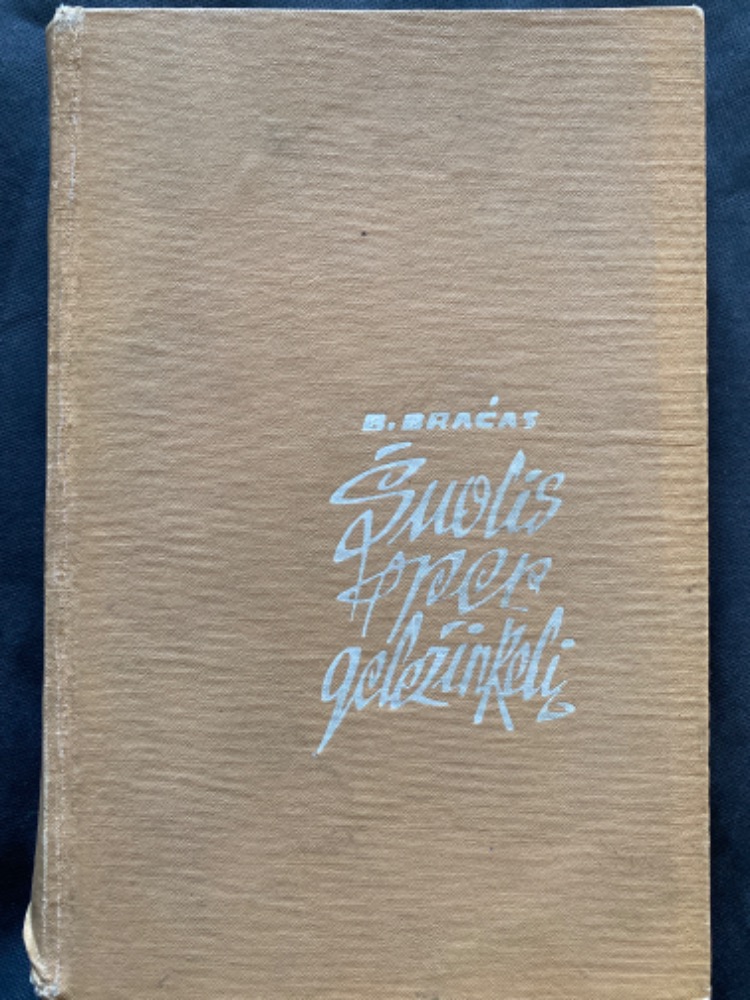 B. BRAČAS
Šuolis
per
geležinkelį